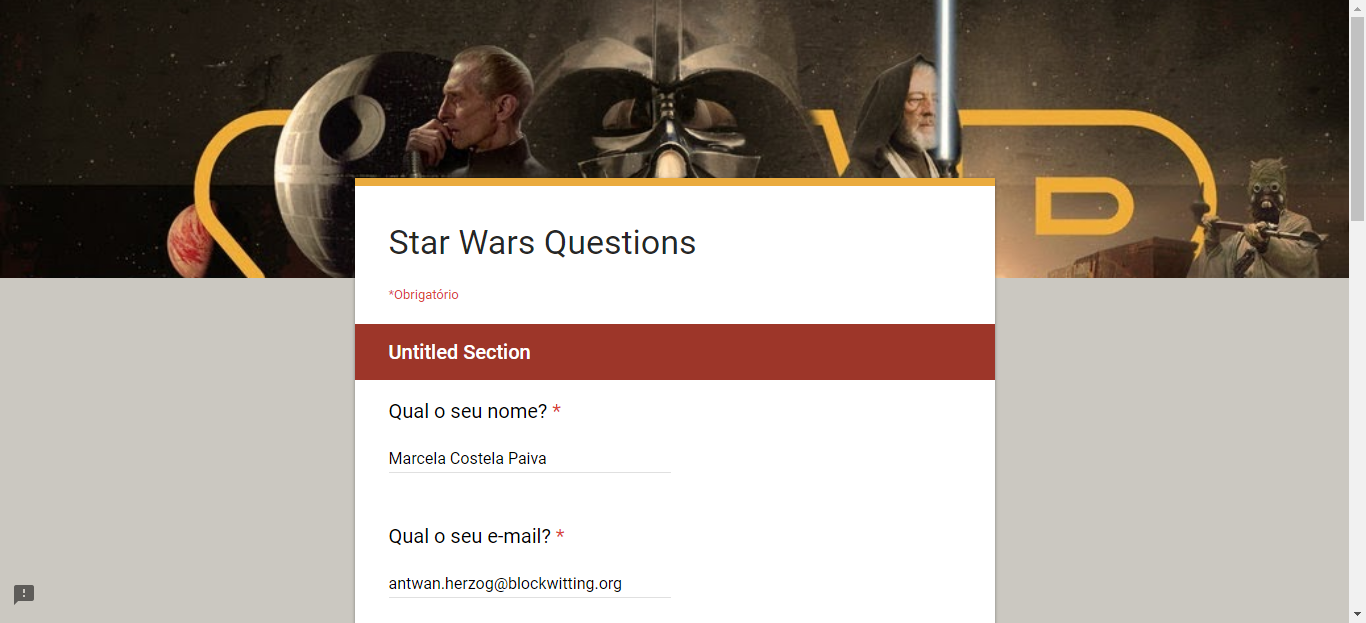 Star Wars Questions
*Obrigatório
Untitled Section
Qual o seu nome? *
Marcela Costela Paiva
Qual o seu e-mail? *
antwan.herzog@blockwitting.org